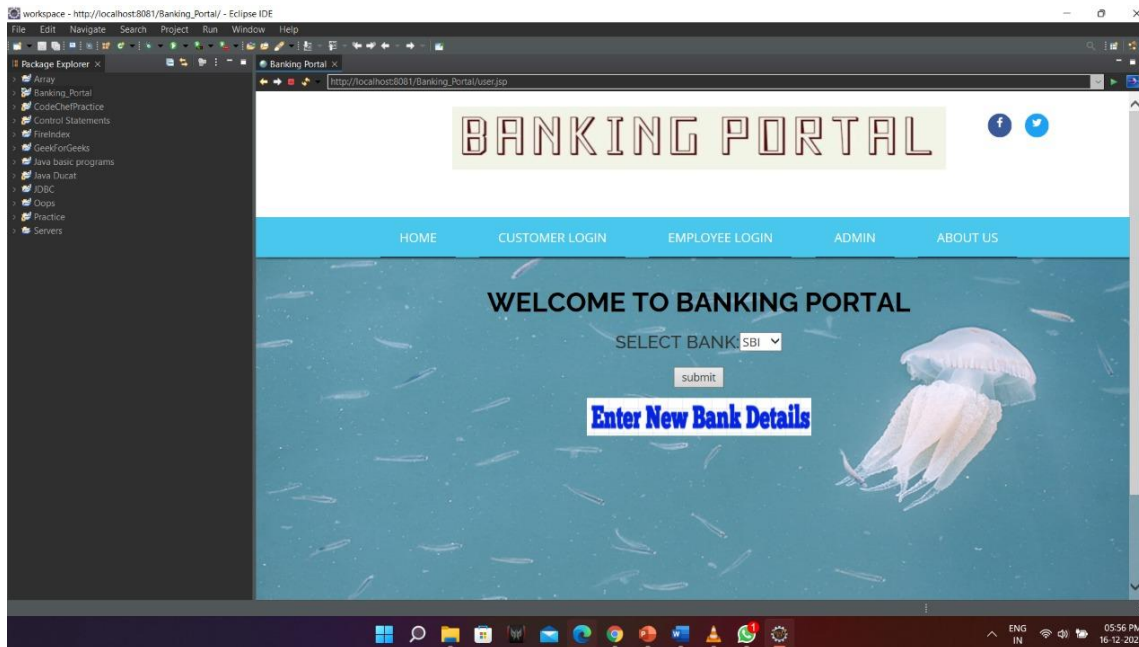 workspace - http://localhost:8081/Banking_Portal/ - Eclipse IDE
File Edit Navigate Search Project Run Window Help
Package Explorer
Array
Banking_Portal
CodeChefPractice
Control Statements
FireIndex
GeekForGeeks
Java basic programs
Java Ducat
JDBC
Oops
Practice
Servers
Banking Portal
http://localhost:8081/Banking_Portal/user.jsp
BANKING PORTAL
HOME CUSTOMER LOGIN EMPLOYEE LOGIN ADMIN ABOUT US
WELCOME TO BANKING PORTAL
SELECT BANK: SBI
submit
Enter New Bank Details
ENG
IN
05:56 PM
16-12-202